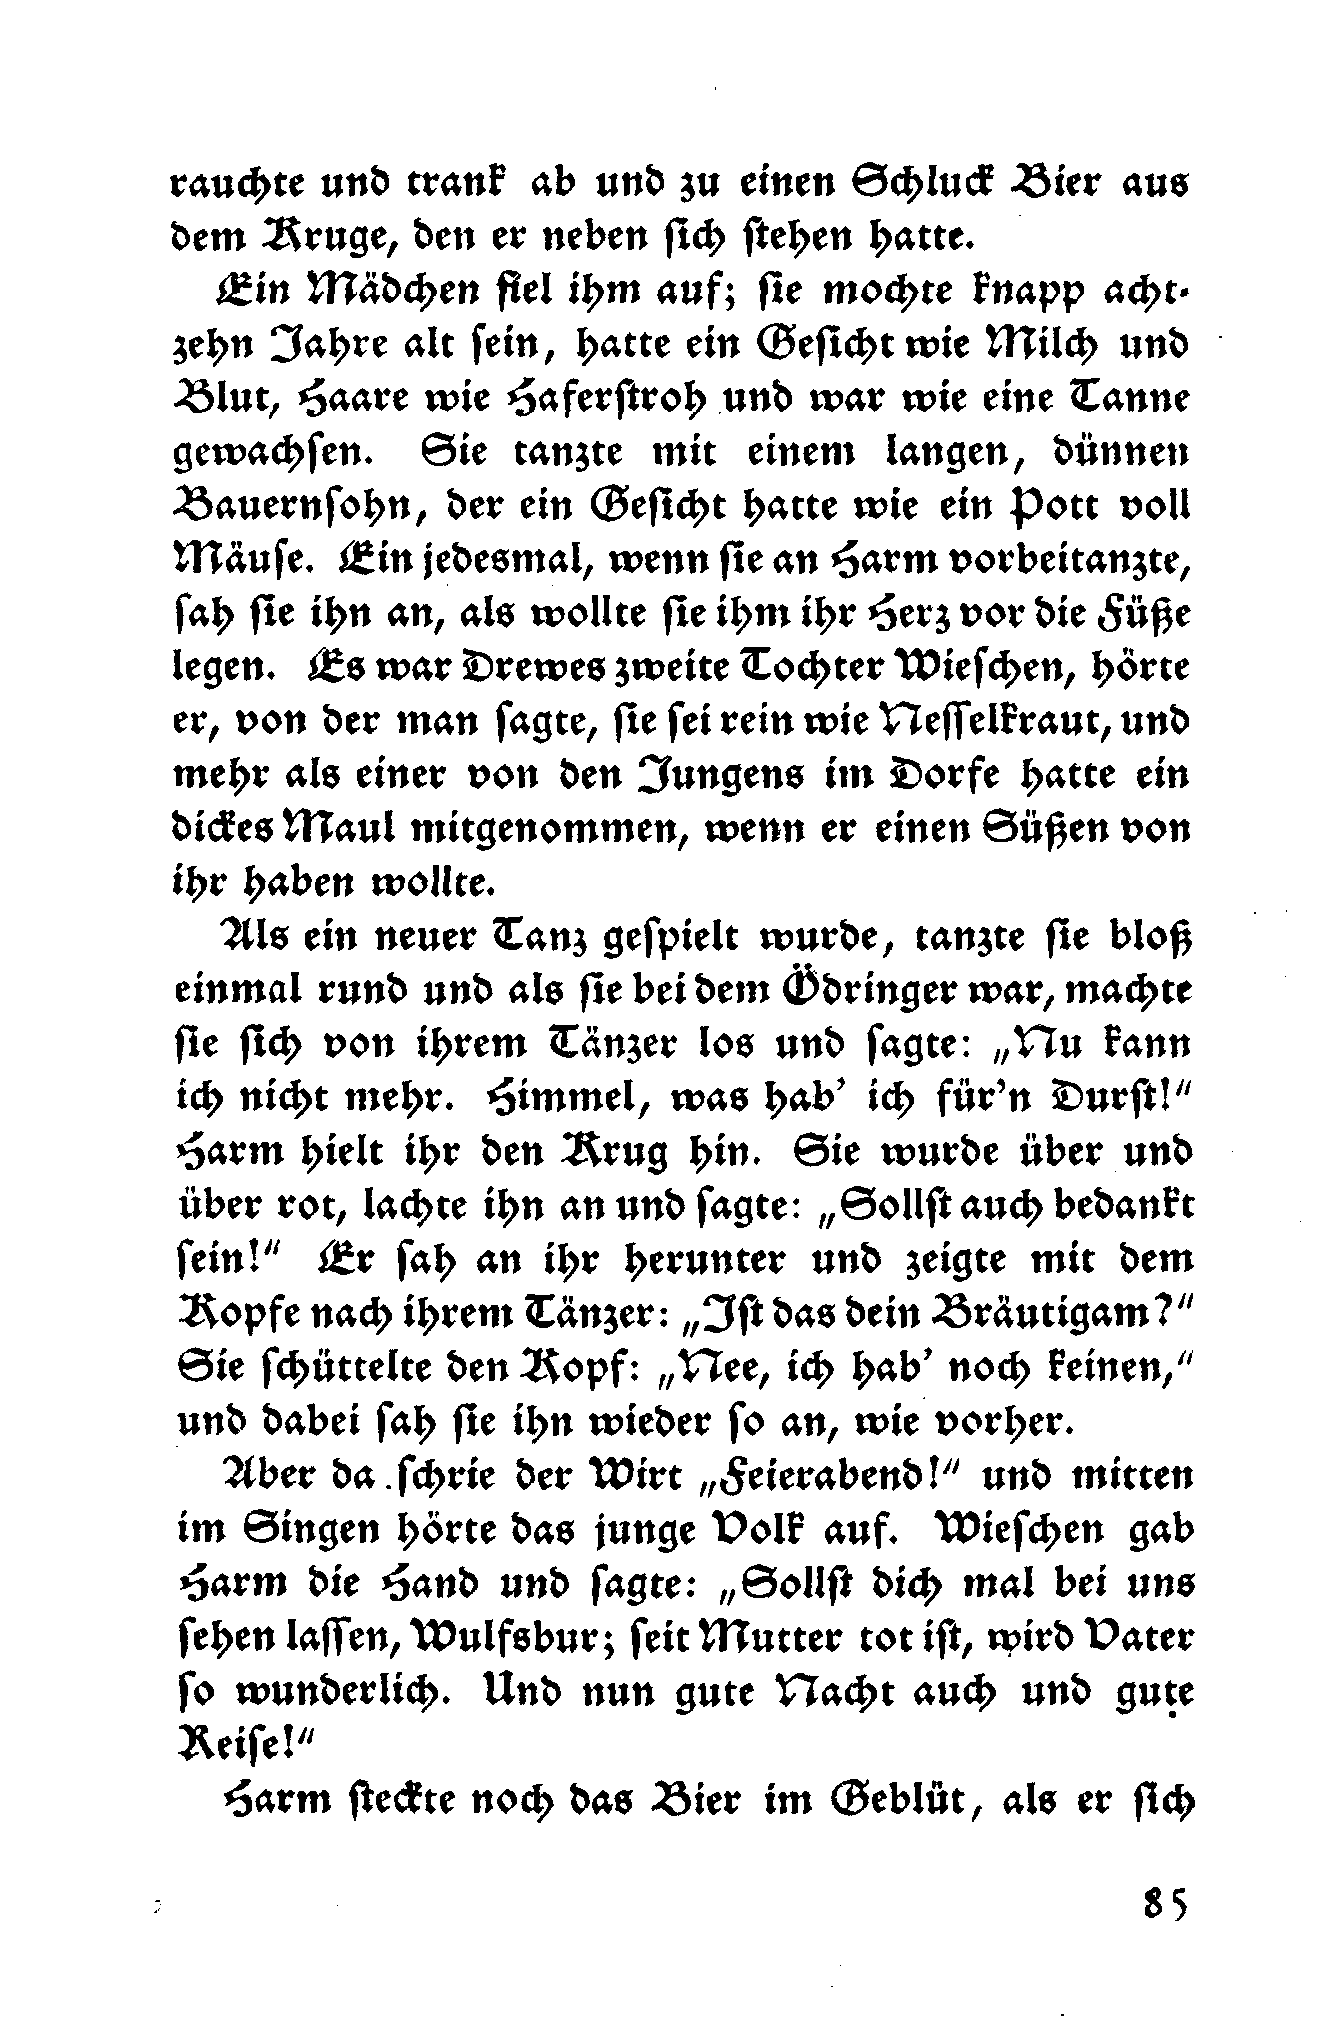 rauchte und trank ab und zu einen Schluck Bier aus
dem Kruge, den er neben sich stehen hatte.
Ein Mädchen fiel ihm auf; sie mochte knapp acht-
zehn Jahre alt sein, hatte ein Gesicht wie Milch und
Blut, Haare wie Haferstroh und war wie eine Tanne
gewachsen. Sie tanzte mit einem langen, dünnen
Bauernsohn, der ein Gesicht hatte wie ein Pott voll
Mäuse. Ein jedesmal, wenn sie an Harm vorbeitanzte,
sah sie ihn an, als wollte sie ihm ihr Herz vor die Füße
legen. Es war Drewes zweite Tochter Wieschen, hörte
er, von der man sagte, sie sei rein wie Nesselkraut, und
mehr als einer von den Jungens im Dorfe hatte ein
dickes Maul mitgenommen, wenn er einen Süßen von
ihr haben wollte.
Als ein neuer Tanz gespielt wurde, tanzte sie bloß
einmal rund und als sie bei dem Ödringer war, machte
sie sich von ihrem Tänzer los und sagte: „Nu kann
ich nicht mehr. Himmel, was hab' ich für'n Durst!"
Harm hielt ihr den Krug hin. Sie wurde über und
über rot, lachte ihn an und sagte: „Sollst auch bedankt
sein!" Er sah an ihr herunter und zeigte mit dem
Kopfe nach ihrem Tänzer: „Ist das dein Bräutigam?"
Sie schüttelte den Kopf: „Nee, ich hab' noch keinen,"
und dabei sah sie ihn wieder so an, wie vorher.
Aber da schrie der Wirt „Feierabend!" und mitten
im Singen hörte das junge Volk auf. Wieschen gab
Harm die Hand und sagte: „Sollst dich mal bei uns
sehen lassen, Wulfsbur; seit Mutter tot ist, wird Vater
so wunderlich. Und nun gute Nacht auch und gute
Reise!"
Harm steckte noch das Bier im Geblüt, als er sich
85